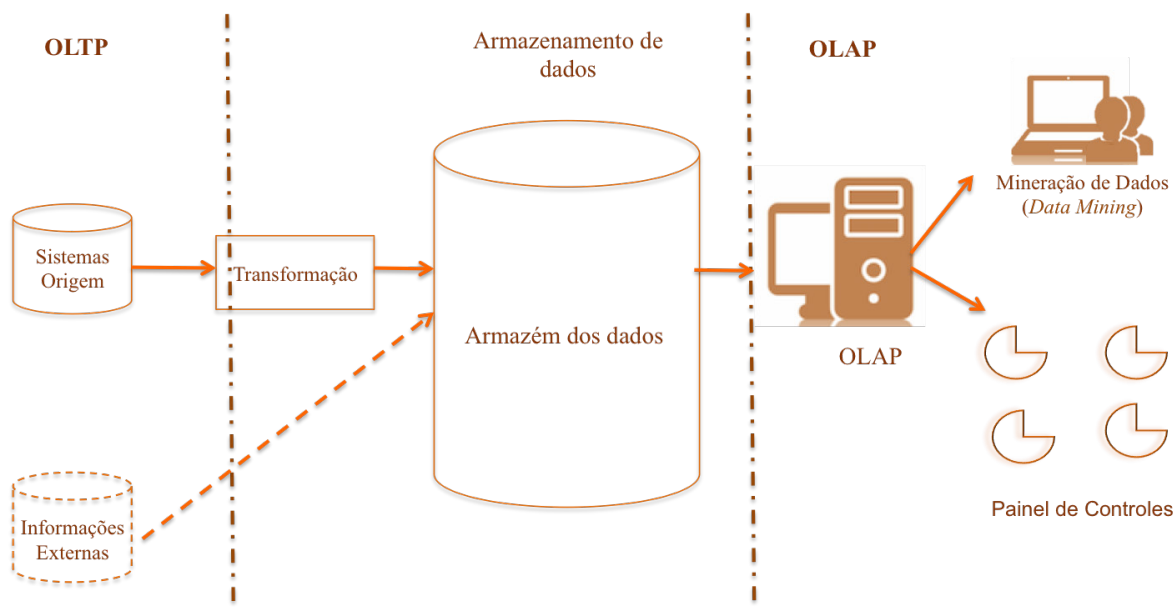 OLTP
Armazenamento de
dados
OLAP
Sistemas
Origem
Transformação
Armazém dos dados
OLAP
Mineração de Dados
(Data Mining)
Informações
Externas
Painel de Controles